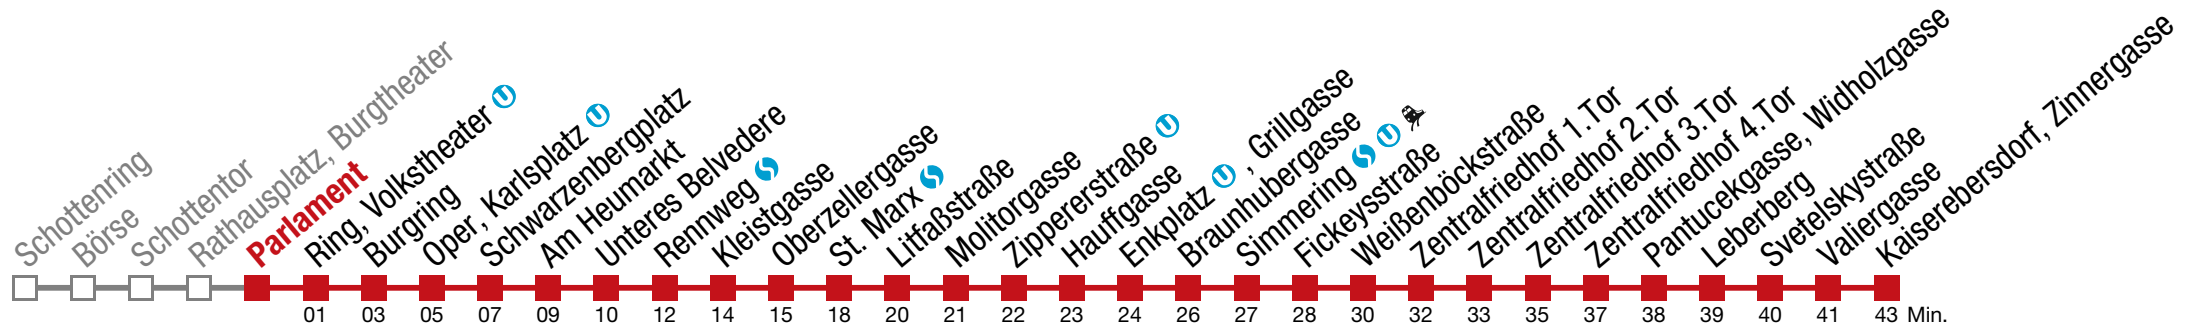 Schottenring
Börse
Schottentor
Rathausplatz, Burgtheater
Parlament
Ring, Volkstheater U
Burgring
Oper, Karlsplatz U
Schwarzenbergplatz
Am Heumarkt
Unteres Belvedere
Rennweg S
Kleistgasse
Oberzellergasse
St. Marx S
Litfaßstraße
Molitorgasse
Zippererstraße U
Hauffgasse
Enkplatz U , Grillgasse
Braunhubergasse
Simmering S U
Fickeysstraße
Weißenböckstraße
Zentralfriedhof 1.Tor
Zentralfriedhof 2.Tor
Zentralfriedhof 3.Tor
Zentralfriedhof 4.Tor
Pantucekgasse, Widholzgasse
Leberberg
Svetelskystraße
Valiergasse
Kaiserebersdorf, Zinnergasse
01 03 05 07 09 10 12 14 15 18 20 21 22 23 24 26 27 28 30 32 33 35 37 38 39 40 41 43 Min.